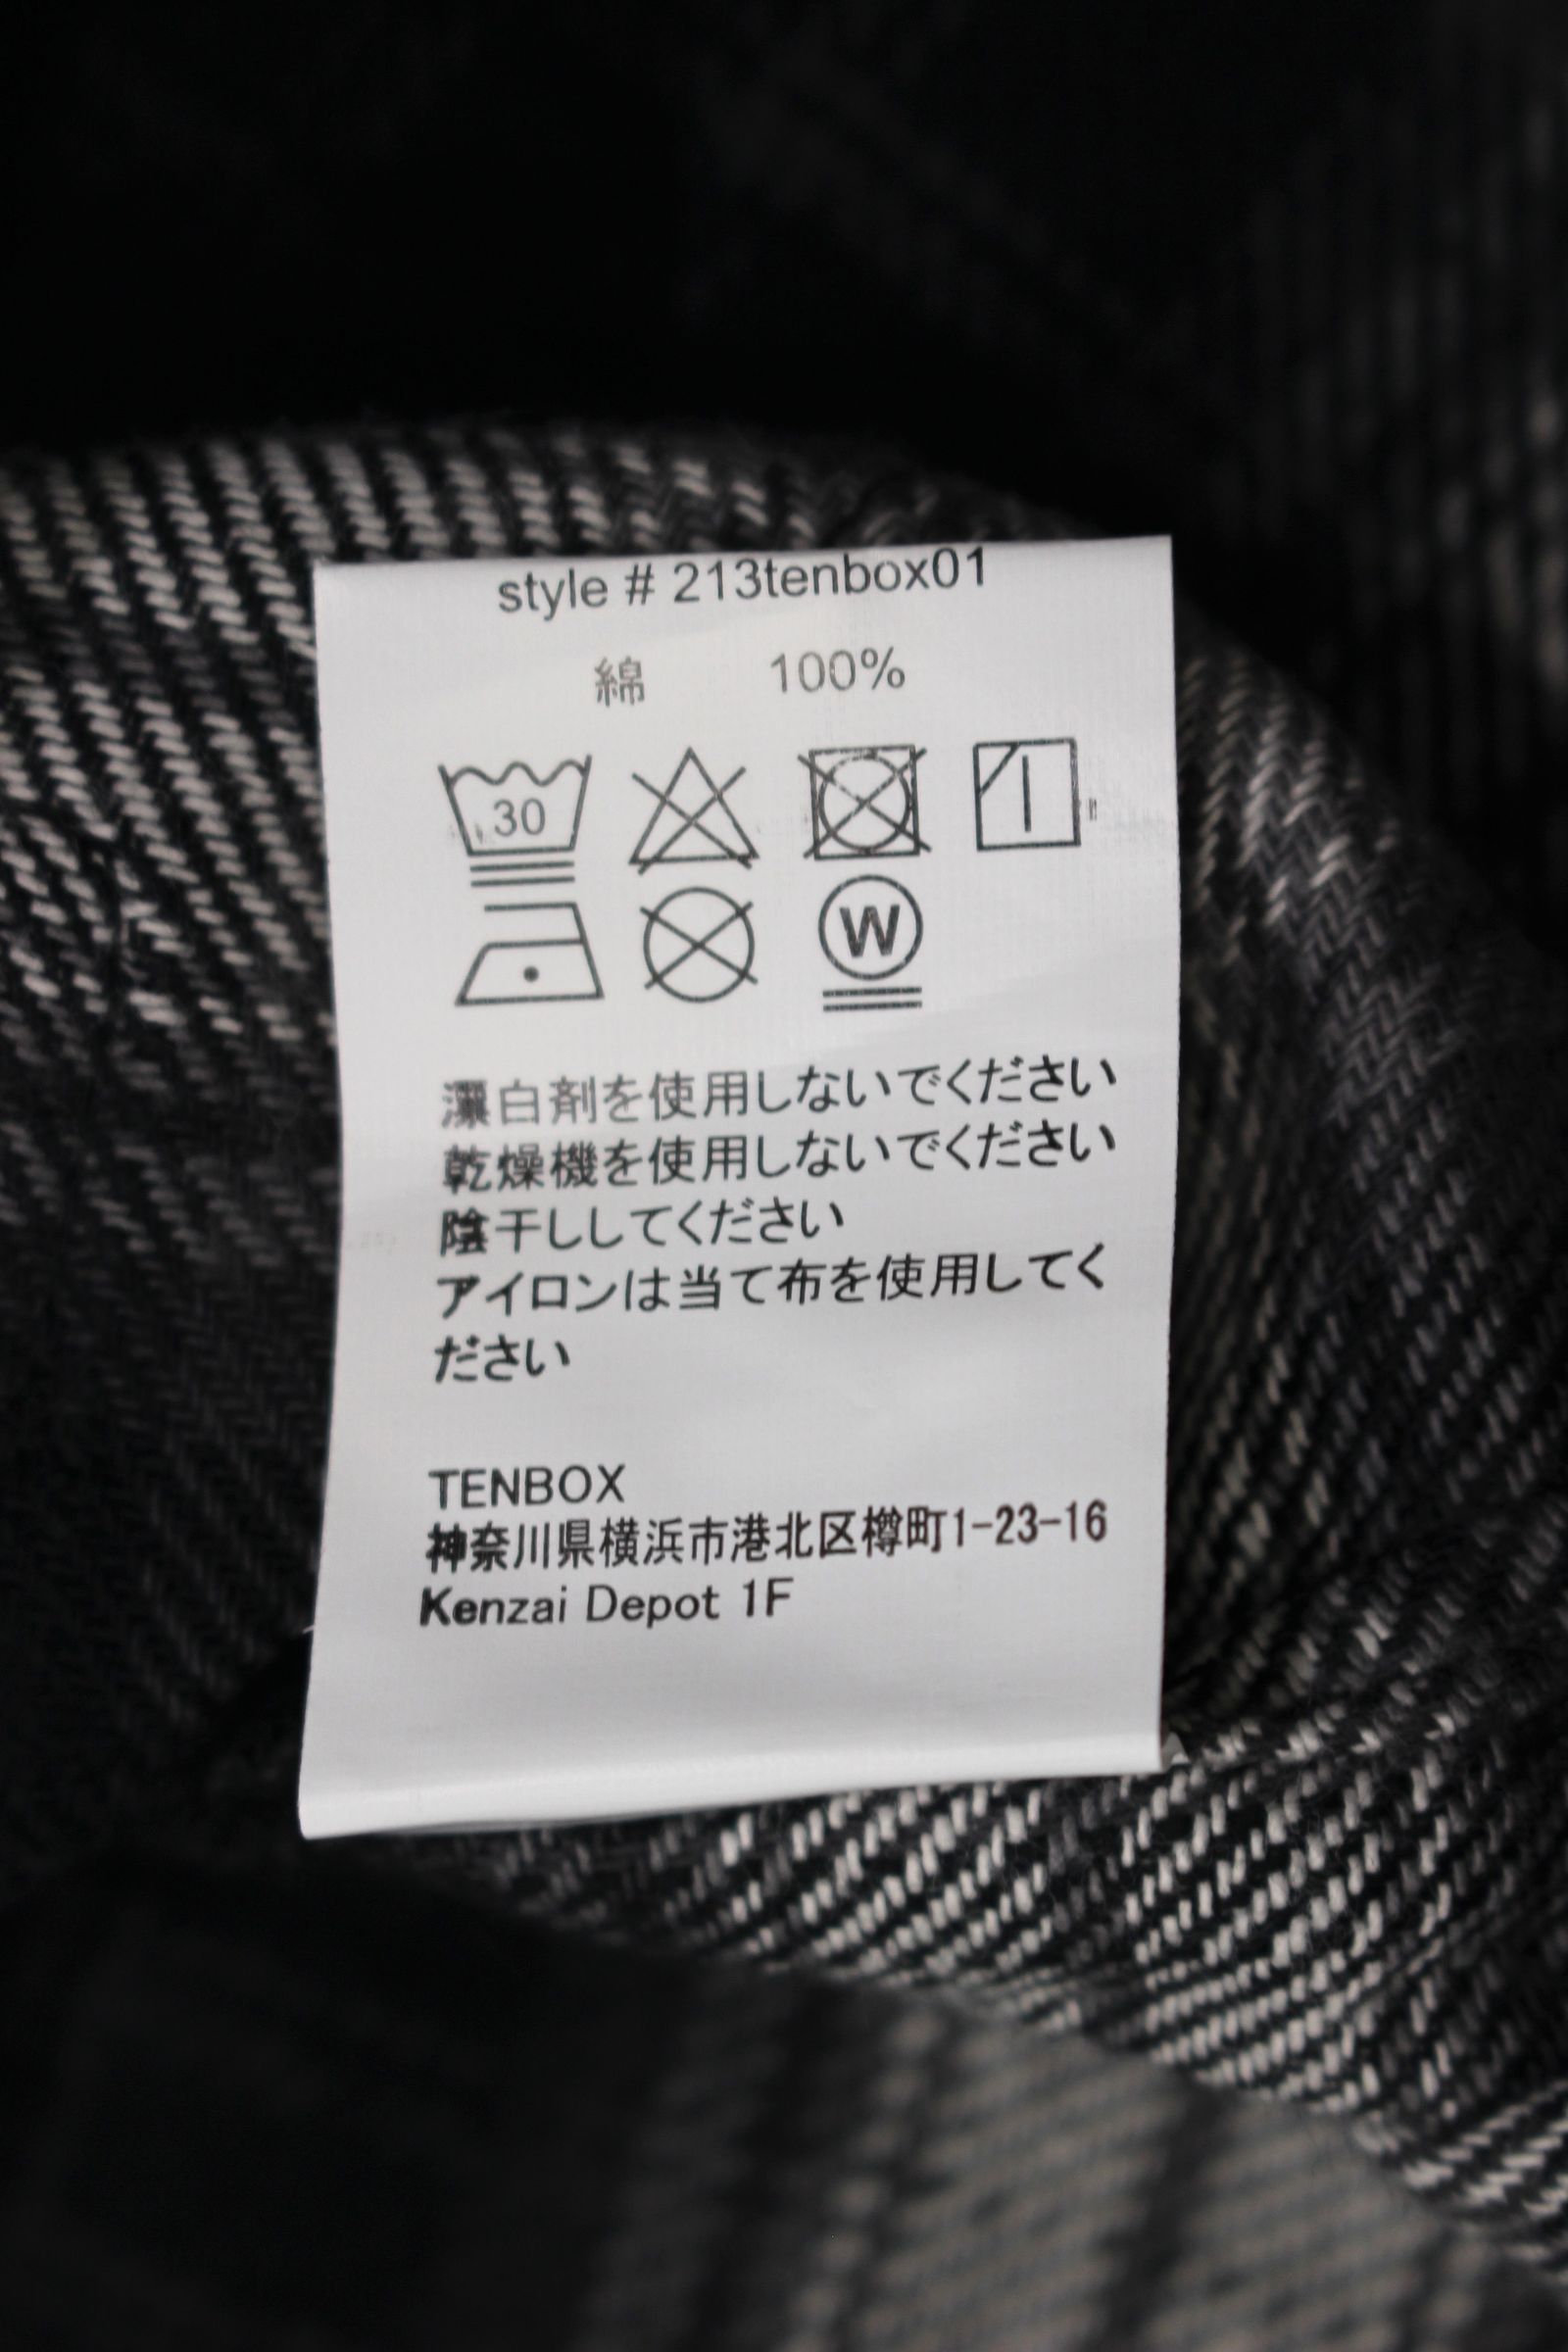 style # 213tenbox01
綿 100%
30
W
漂白剤を使用しないでください
乾燥機を使用しないでください
陰干ししてください
アイロンは当て布を使用してく
ださい
TENBOX
神奈川県横浜市港北区樽町1-23-16
Kenzai Depot 1F